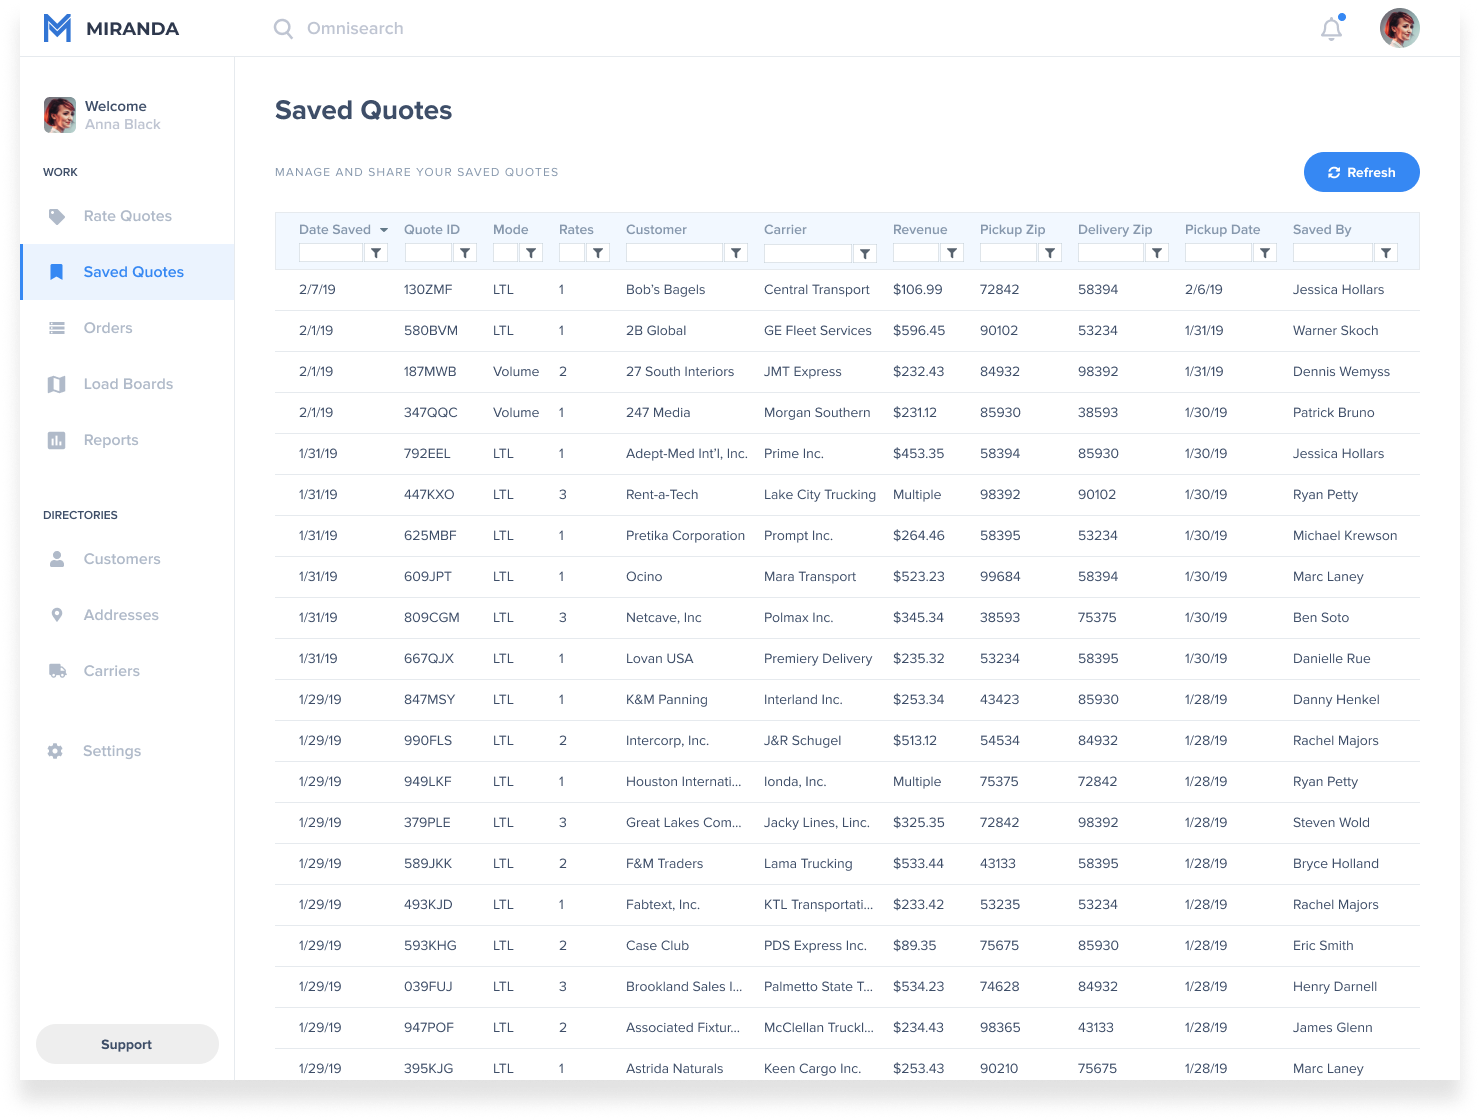 MIRANDA Omnisearch
Welcome
Anna Black
WORK
Rate Quotes
Saved Quotes
Orders
Load Boards
Reports
DIRECTORIES
Customers
Addresses
Carriers
Settings
Support
Saved Quotes
MANAGE AND SHARE YOUR SAVED QUOTES
Refresh
Date Saved Quote ID Mode Rates Customer Carrier Revenue Pickup Zip Delivery Zip Pickup Date Saved By
2/7/19 130ZMF LTL 1 Bob’s Bagels Central Transport $106.99 72842 58394 2/6/19 Jessica Hollars
2/1/19 580BVM LTL 1 2B Global GE Fleet Services $596.45 90102 53234 1/31/19 Warner Skoch
2/1/19 187MWB Volume 2 27 South Interiors JMT Express $232.43 84932 98392 1/31/19 Dennis Wemyss
2/1/19 347QQC Volume 1 247 Media Morgan Southern $231.12 85930 38593 1/30/19 Patrick Bruno
1/31/19 792EEL LTL 1 Adept-Med Int’l, Inc. Prime Inc. $453.35 58394 85930 1/30/19 Jessica Hollars
1/31/19 447KXO LTL 3 Rent-a-Tech Lake City Trucking Multiple 98392 90102 1/30/19 Ryan Petty
1/31/19 625MBF LTL 1 Pretika Corporation Prompt Inc. $264.46 58395 53234 1/30/19 Michael Krewson
1/31/19 609JPT LTL 1 Ocino Mara Transport $523.23 99684 58394 1/30/19 Marc Laney
1/31/19 809CGM LTL 3 Netcave, Inc Polmax Inc. $345.34 38593 75375 1/30/19 Ben Soto
1/31/19 667QJX LTL 1 Lovan USA Premiery Delivery $235.32 53234 58395 1/30/19 Danielle Rue
1/29/19 847MSY LTL 1 K&M Panning Interland Inc. $253.34 43423 85930 1/28/19 Danny Henkel
1/29/19 990FLS LTL 2 Intercorp, Inc. J&R Schugel $513.12 54534 84932 1/28/19 Rachel Majors
1/29/19 949LKF LTL 1 Houston Internati... Ionda, Inc. Multiple 75375 72842 1/28/19 Ryan Petty
1/29/19 379PLE LTL 3 Great Lakes Com... Jacky Lines, Linc. $325.35 72842 98392 1/28/19 Steven Wold
1/29/19 589JKK LTL 2 F&M Traders Lama Trucking $533.44 43133 58395 1/28/19 Bryce Holland
1/29/19 493KJD LTL 1 Fabtext, Inc. KTL Transportati... $233.42 53235 53234 1/28/19 Rachel Majors
1/29/19 593KHG LTL 2 Case Club PDS Express Inc. $89.35 75675 85930 1/28/19 Eric Smith
1/29/19 039FUJ LTL 3 Brookland Sales I... Palmetto State T... $534.23 74628 84932 1/28/19 Henry Darnell
1/29/19 947POF LTL 2 Associated Fixtur... McClellan Truckl... $234.43 98365 43133 1/28/19 James Glenn
1/29/19 395KJG LTL 1 Astrida Naturals Keen Cargo Inc. $253.43 90210 75675 1/28/19 Marc Laney